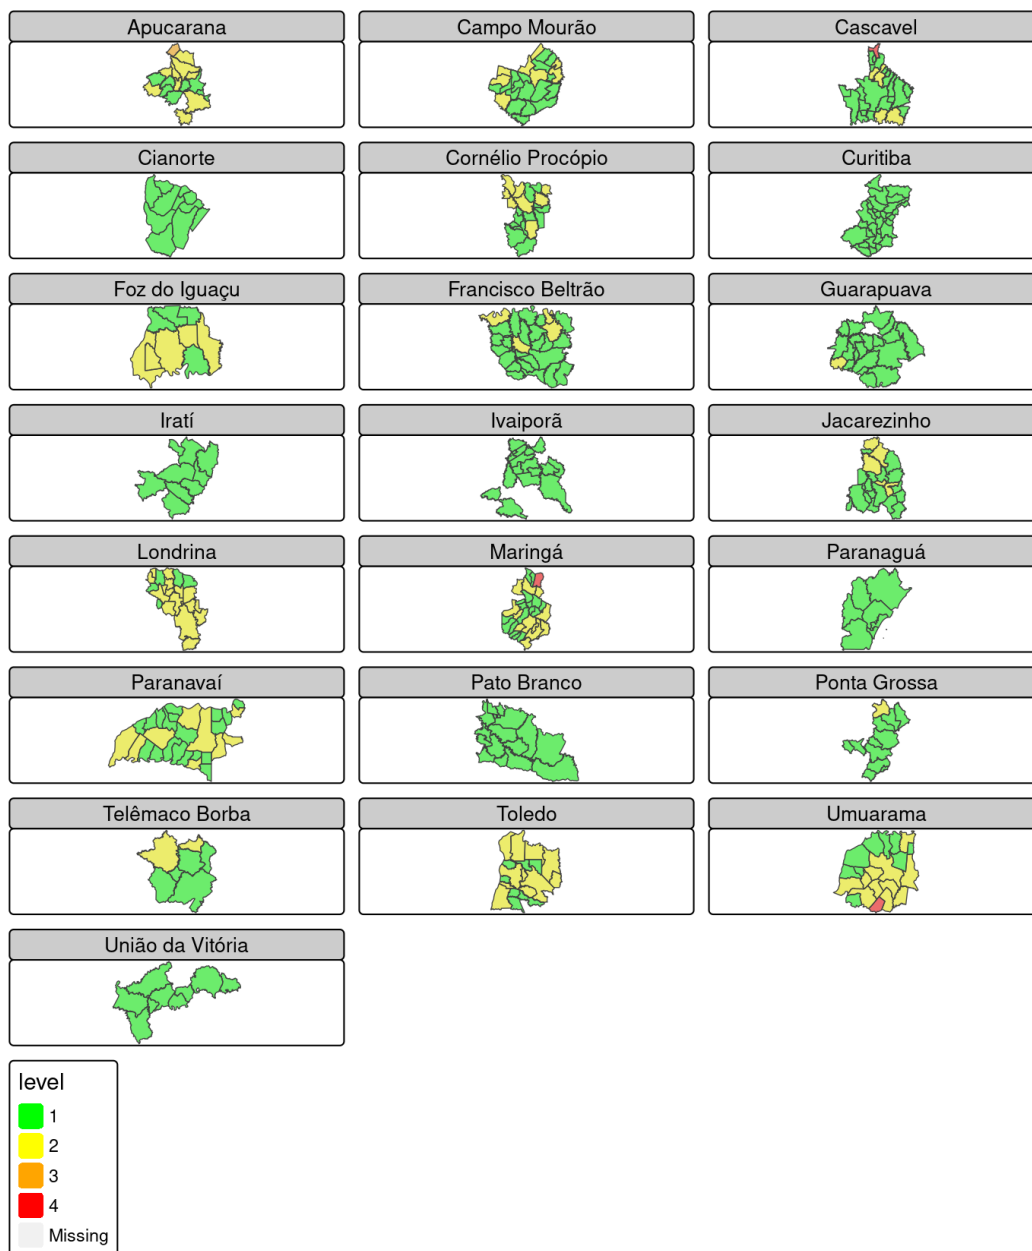 Apucarana
Campo Mourão
Cascavel
Cianorte
Cornélio Procópio
Curitiba
Foz do Iguaçu
Francisco Beltrão
Guarapuava
Iratí
Ivaiporã
Jacarezinho
Londrina
Maringá
Paranaguá
Paranavaí
Pato Branco
Ponta Grossa
Telêmaco Borba
Toledo
Umuarama
União da Vitória
level
1
2
3
4
Missing